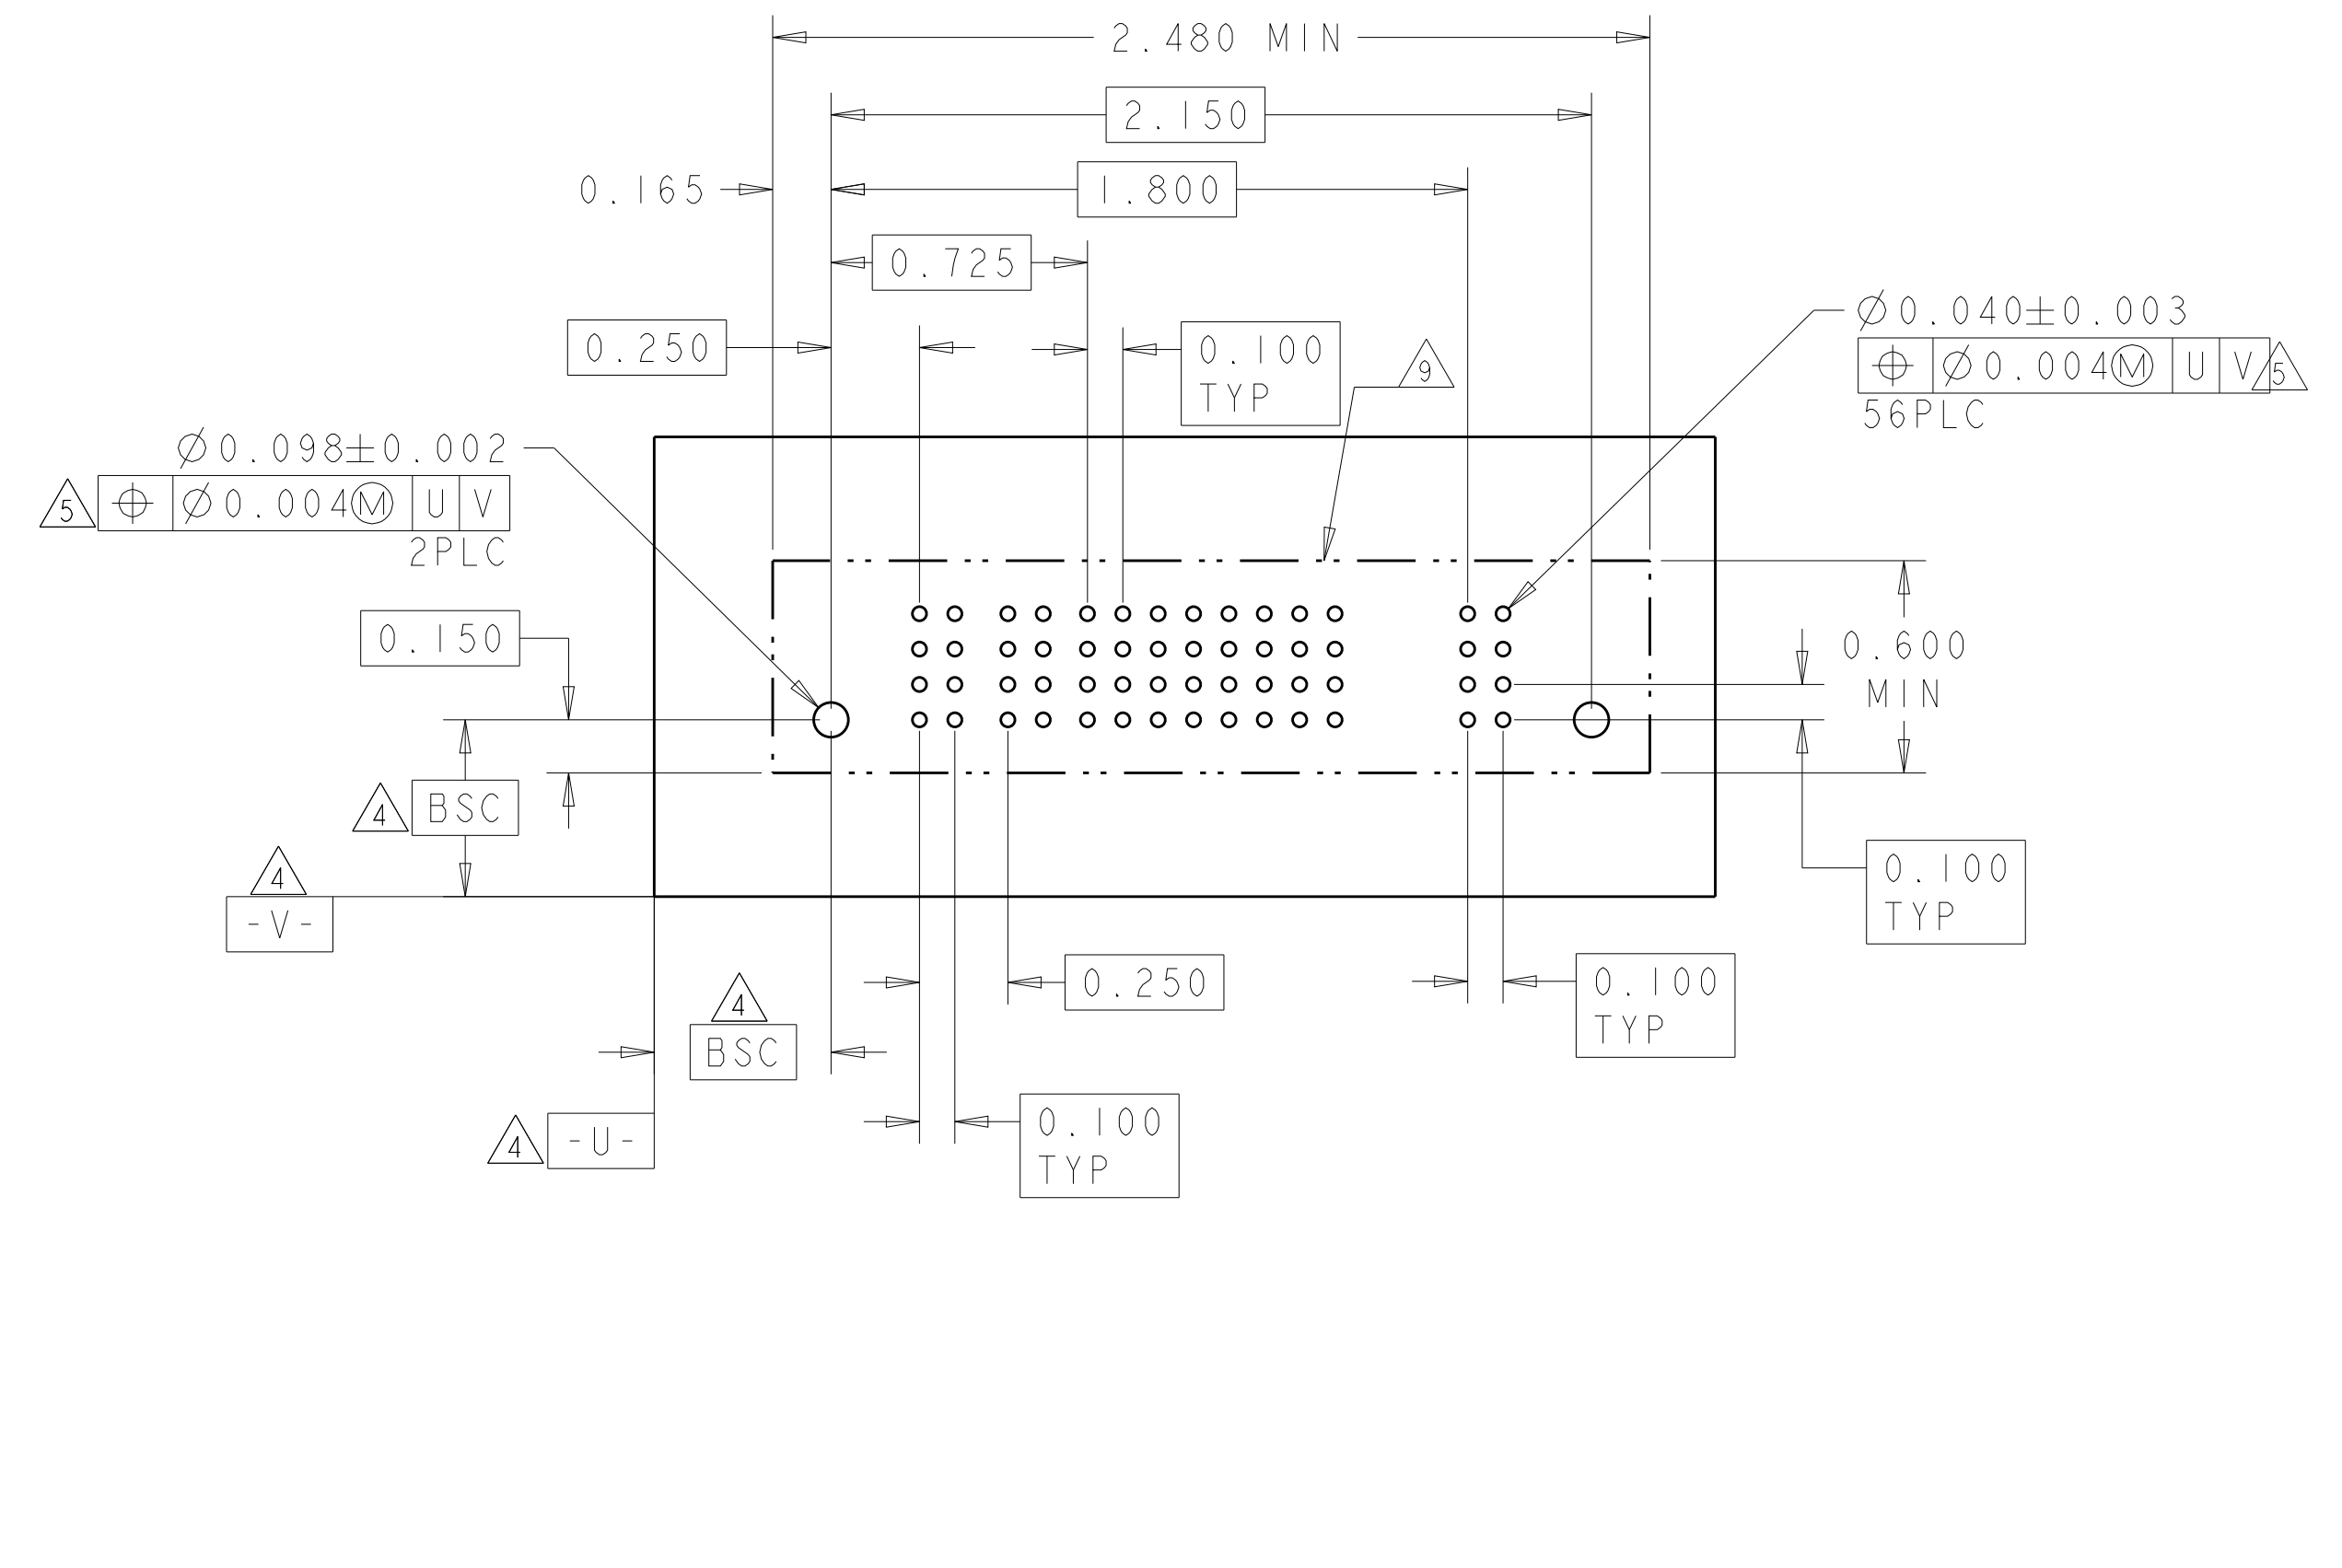 2.480 MIN
2.150
0.165
1.800
0.725
0.250
0.100
TYP
9
Ø0.040±0.003
⌖ Ø0.004Ⓜ U V 5
56PLC
Ø0.098±0.002
5 ⌖ Ø0.004Ⓜ U V
2PLC
0.150
0.600
MIN
4 BSC
4
-V-
0.100
TYP
0.250
0.100
TYP
4
BSC
4 -U-
0.100
TYP